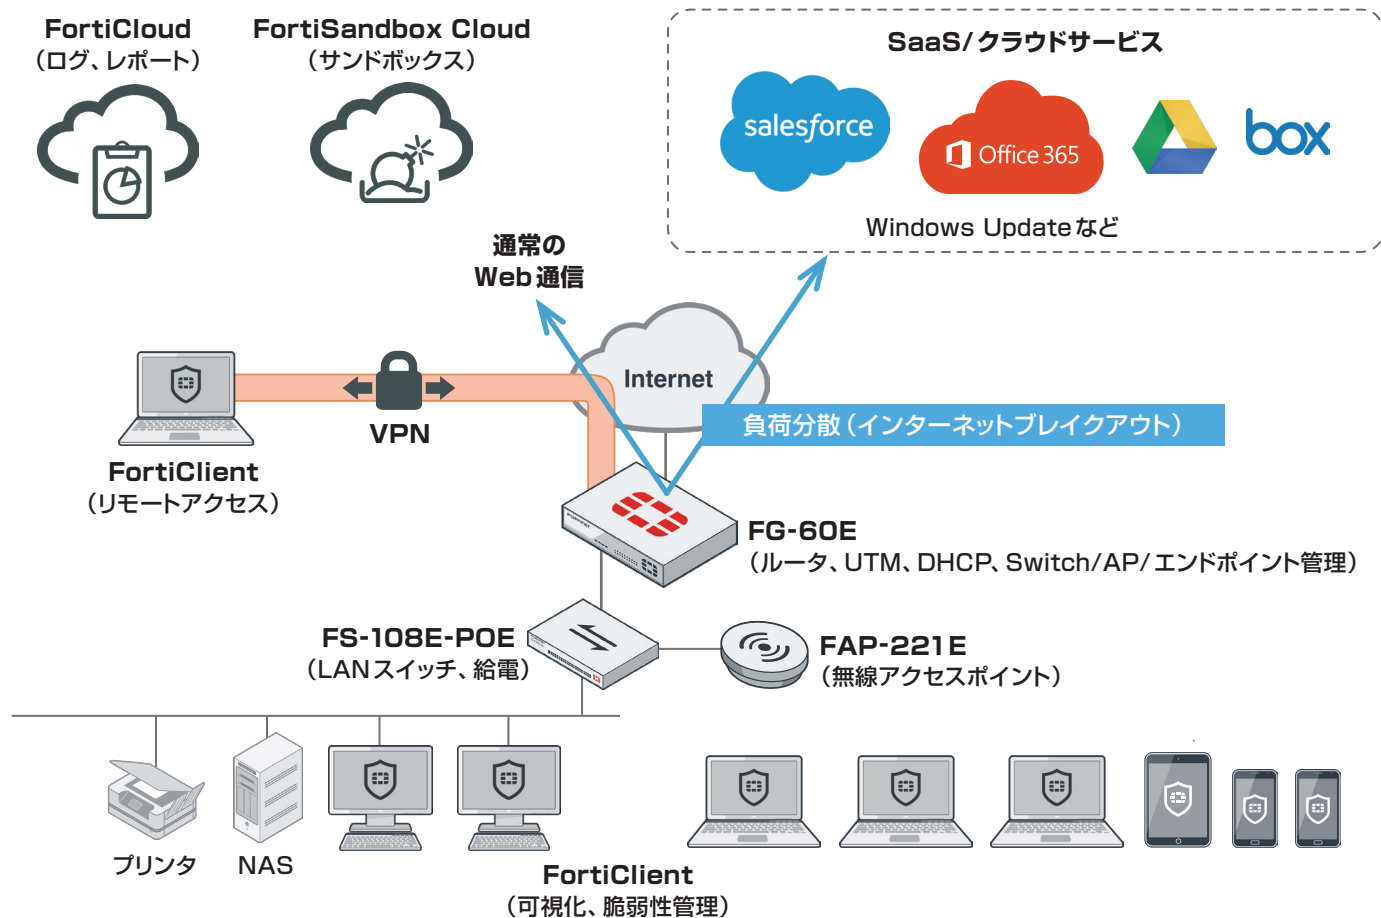 FortiCloud
（ログ、レポート）
FortiSandbox Cloud
（サンドボックス）
SaaS/クラウドサービス
salesforce
Office 365
box
Windows Updateなど
通常の
Web通信
Internet
VPN
負荷分散（インターネットブレイクアウト）
FortiClient
（リモートアクセス）
FG-60E
（ルータ、UTM、DHCP、Switch/AP/エンドポイント管理）
FS-108E-POE
（LANスイッチ、給電）
FAP-221E
（無線アクセスポイント）
プリンタ
NAS
FortiClient
（可視化、脆弱性管理）